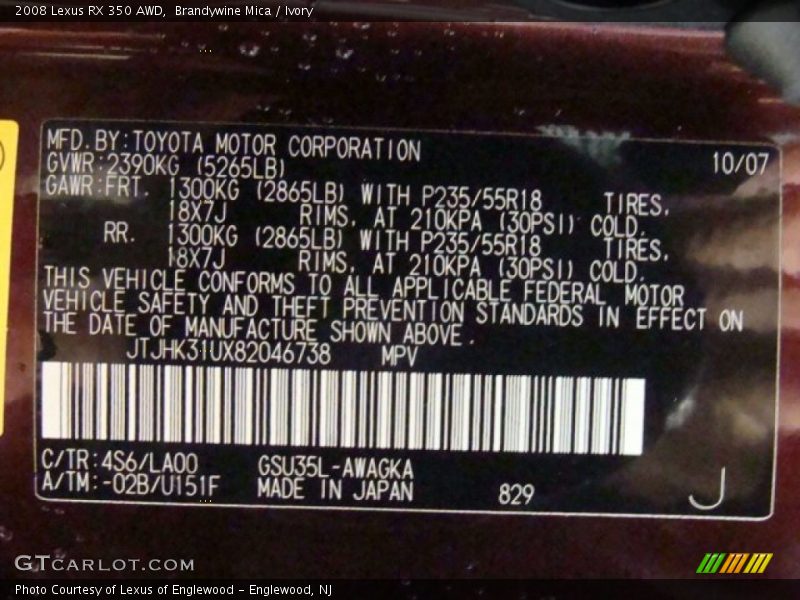 2008 Lexus RX 350 AWD, Brandywine Mica / Ivory
MFD. BY: TOYOTA MOTOR CORPORATION 10/07
GVWR: 2390KG (5265LB)
GAWR: FRT. 1300KG (2865LB) WITH P235/55R18 TIRES,
18X7J RIMS, AT 210KPA (30PSI) COLD.
RR. 1300KG (2865LB) WITH P235/55R18 TIRES,
18X7J RIMS, AT 210KPA (30PSI) COLD.
THIS VEHICLE CONFORMS TO ALL APPLICABLE FEDERAL MOTOR
VEHICLE SAFETY AND THEFT PREVENTION STANDARDS IN EFFECT ON
THE DATE OF MANUFACTURE SHOWN ABOVE.
JTJHK31UX82046738 MPV
C/TR: 4S6/LA00 GSU35L-AWAGKA
A/TM: -02B/U151F MADE IN JAPAN 829 J
GTCARLOT.COM
Photo Courtesy of Lexus of Englewood - Englewood, NJ